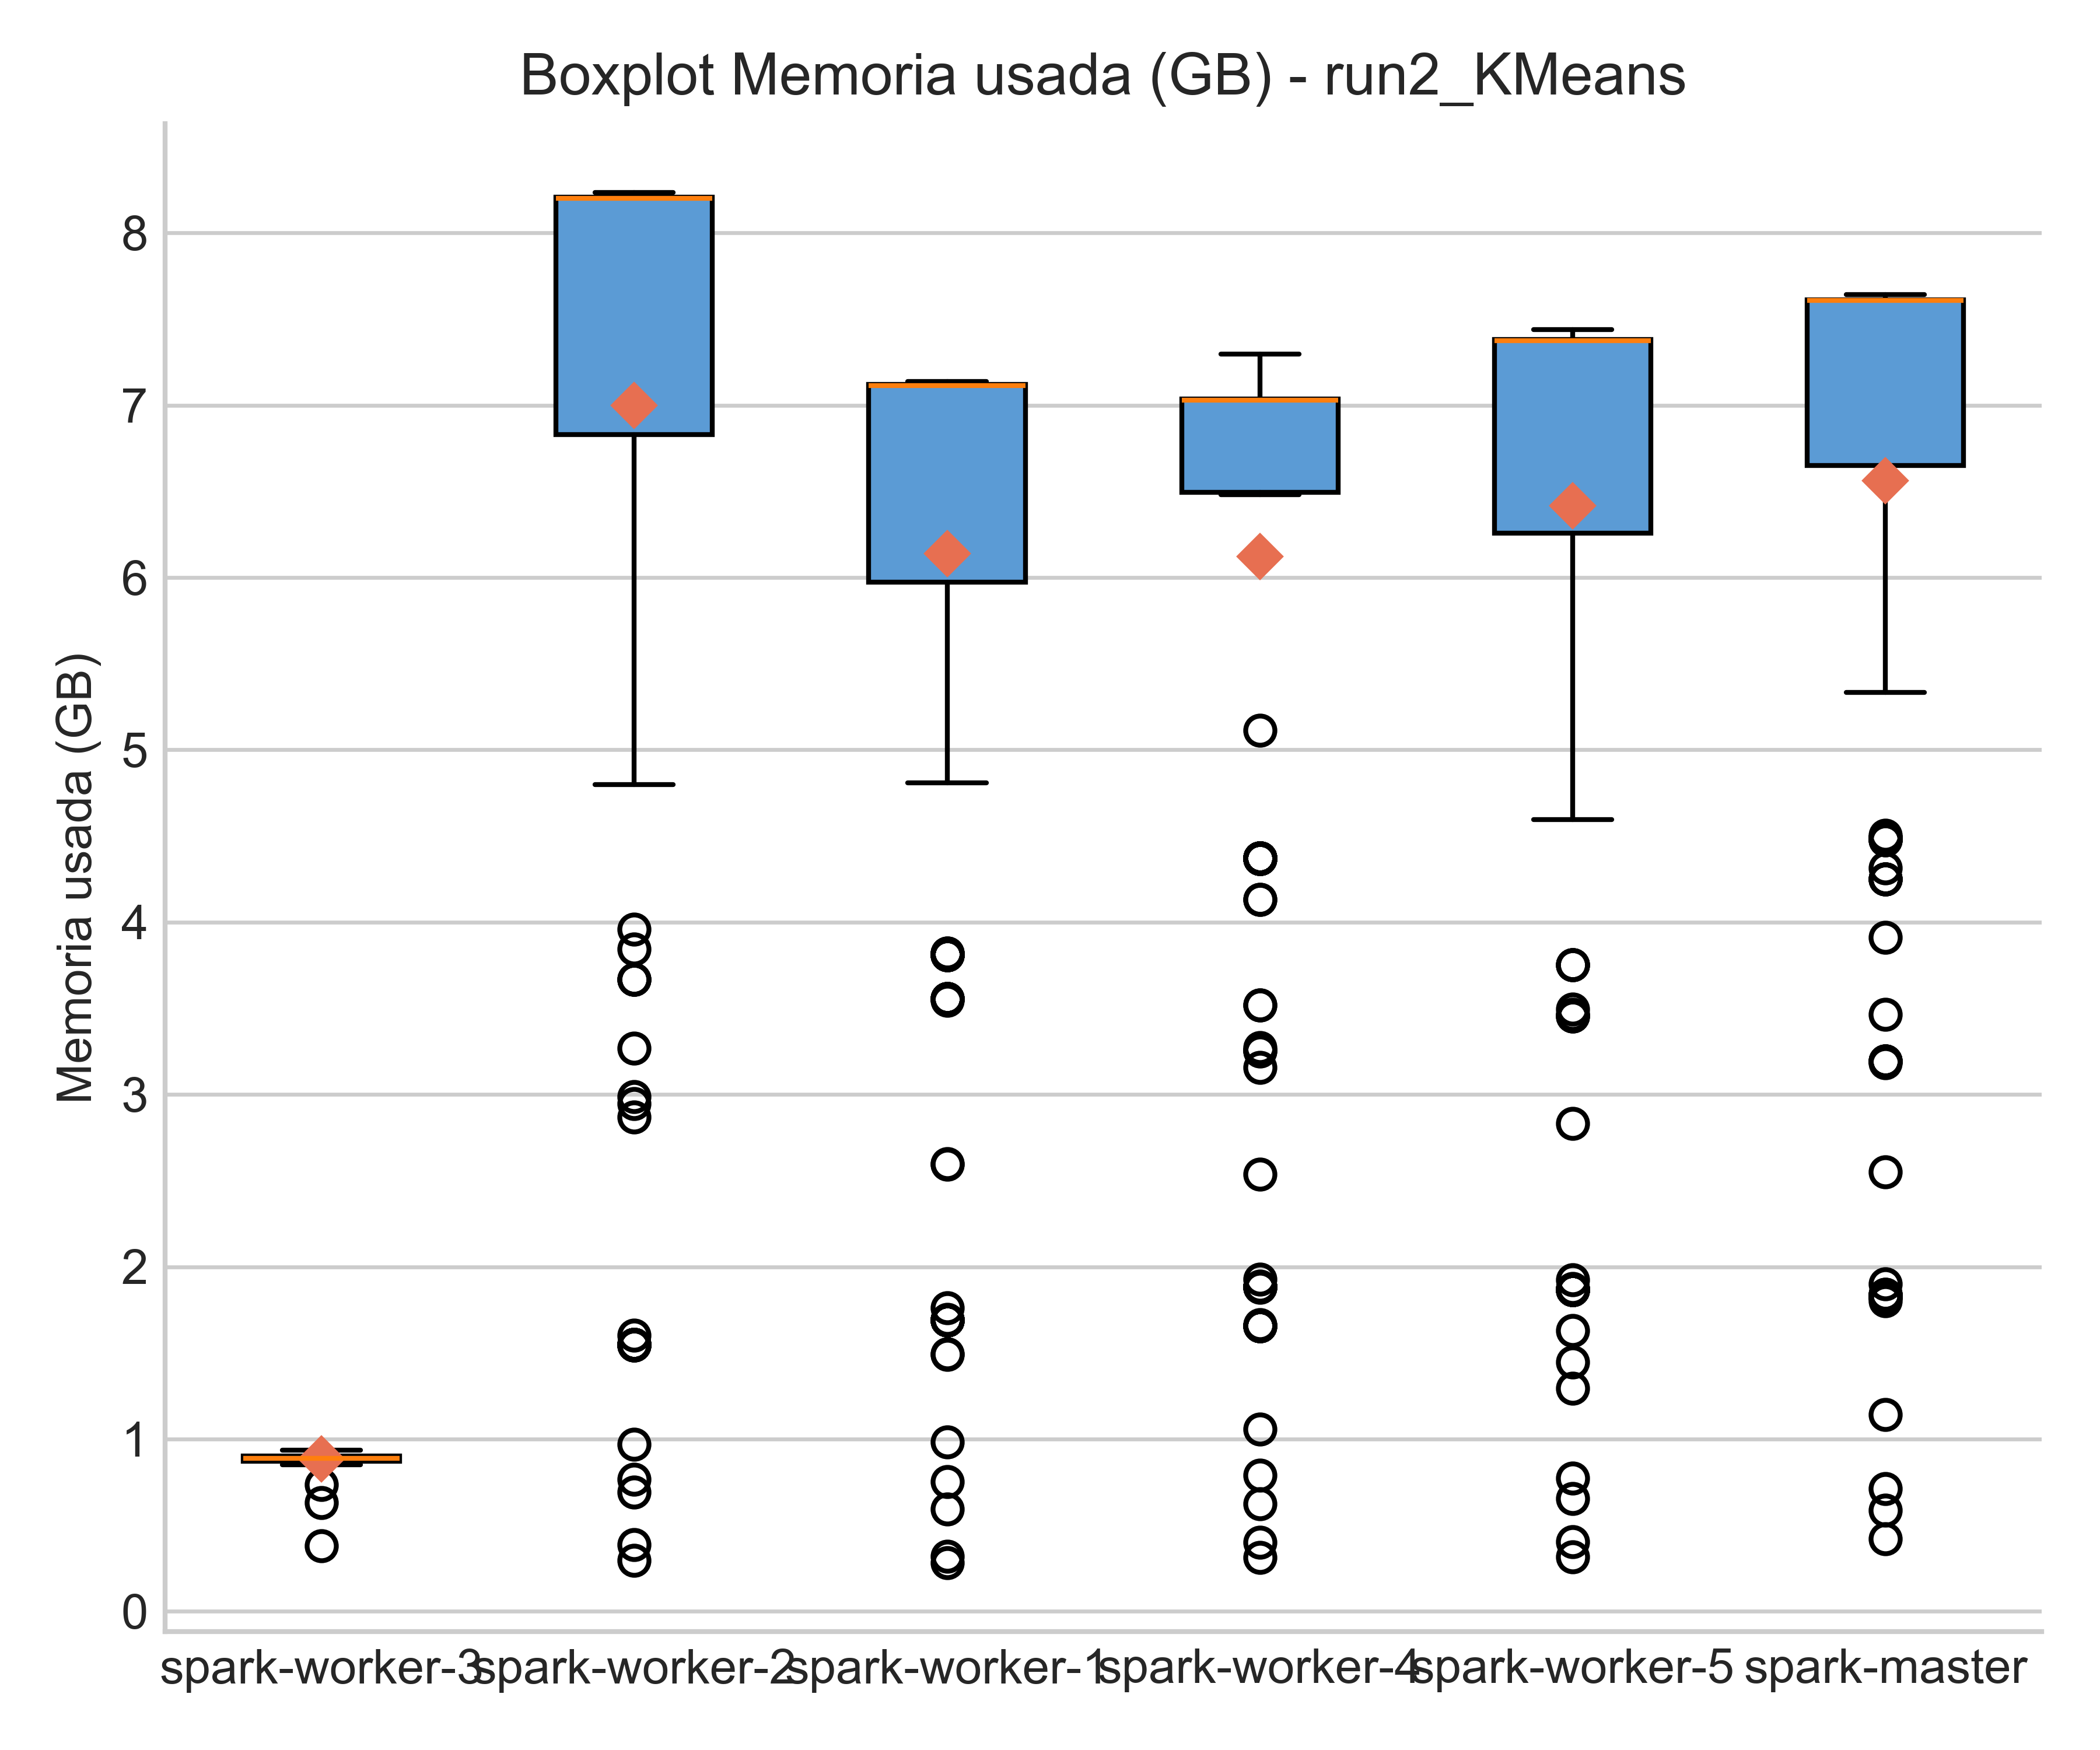 Boxplot Memoria usada (GB) - run2_KMeans
Memoria usada (GB)
8
7
6
5
4
3
2
1
0
spark-worker-3
spark-worker-2
spark-worker-1
spark-worker-4
spark-worker-5
spark-master